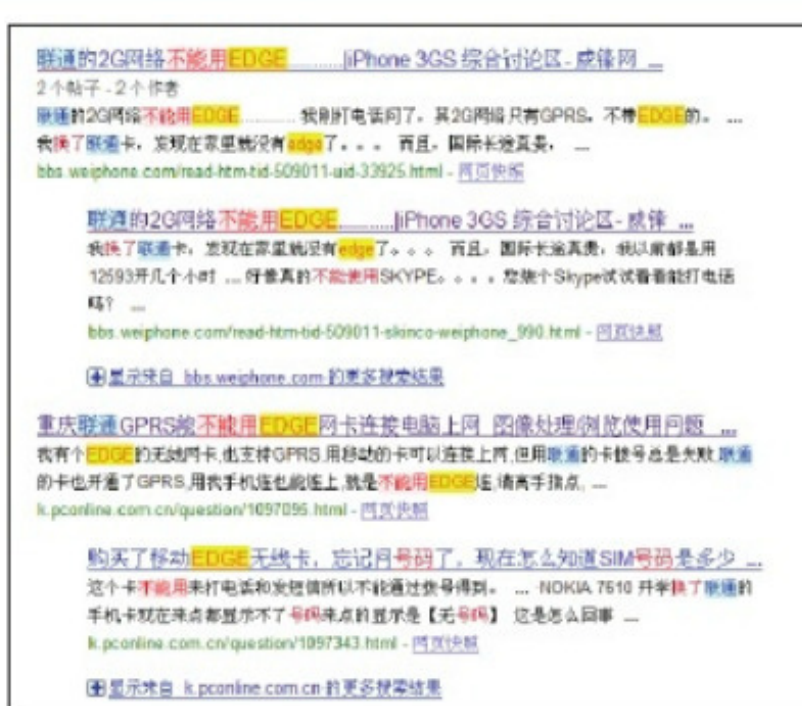 联通的2G网络不能用EDGE............|iPhone 3GS 综合讨论区- 威锋网 ...
2个帖子 - 2个作者
联通的2G网络不能用EDGE............ 我刚打电话问了，其2G网络只有GPRS，不带EDGE的。 ...
我换了联通卡，发现在家里就没有edge了。。。 而且，国际长途真贵， ...
bbs.weiphone.com/read-htm-tid-509011-uid-33925.html - 网页快照
联通的2G网络不能用EDGE............|iPhone 3GS 综合讨论区- 威锋 ...
我换了联通卡，发现在家里就没有edge了。。。 而且，国际长途真贵，我以前都是用
12593开几个小时 ... 好像真的不能使用SKYPE。。。。您装个Skype试试看看能打电话
吗？ ...
bbs.weiphone.com/read-htm-tid-509011-skinco-weiphone_990.html - 网页快照
显示来自 bbs.weiphone.com 的更多搜索结果
重庆联通GPRS能不能用EDGE网卡连接电脑上网_图像处理/浏览使用问题 ...
我有个EDGE的无线网卡,也支持GPRS.用移动的卡可以连接上网,但用联通的卡拨号总是失败.联通
的卡也开通了GPRS,用我手机连也能连上,就是不能用EDGE连,请高手指点, ...
k.pconline.com.cn/question/1097095.html - 网页快照
购买了移动EDGE无线卡，忘记问号码了，现在怎么知道SIM号码是多少 ...
这个卡不能用来打电话和发短信所以不能通过拨号得到。 ... ·NOKIA 7610 开学换了联通的
手机卡现在来点都显示不了号码来点的显示是【无号码】 这是怎么回事 ...
k.pconline.com.cn/question/1097343.html - 网页快照
显示来自 k.pconline.com.cn 的更多搜索结果